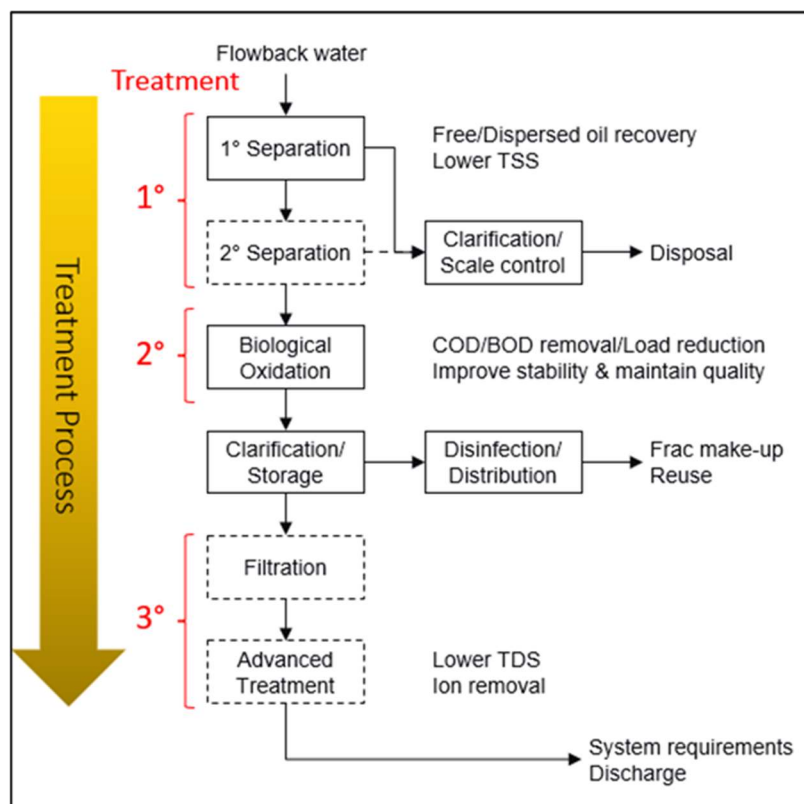 Flowback water
Treatment
1° Separation
Free/Dispersed oil recovery
Lower TSS
1°
2° Separation
Clarification/
Scale control
Disposal
Treatment Process
2°
Biological
Oxidation
COD/BOD removal/Load reduction
Improve stability & maintain quality
Clarification/
Storage
Disinfection/
Distribution
Frac make-up
Reuse
Filtration
3°
Advanced
Treatment
Lower TDS
Ion removal
System requirements
Discharge